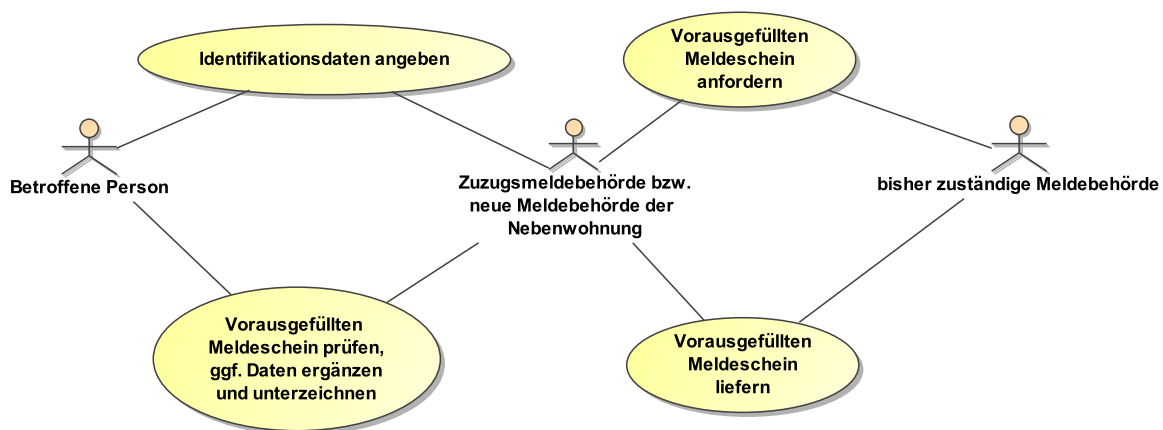 Identifikationsdaten angeben
Vorausgefüllten
Meldeschein
anfordern
Betroffene Person
Zuzugsmeldebehörde bzw.
neue Meldebehörde der
Nebenwohnung
bisher zuständige Meldebehörde
Vorausgefüllten
Meldeschein prüfen,
ggf. Daten ergänzen
und unterzeichnen
Vorausgefüllten
Meldeschein
liefern